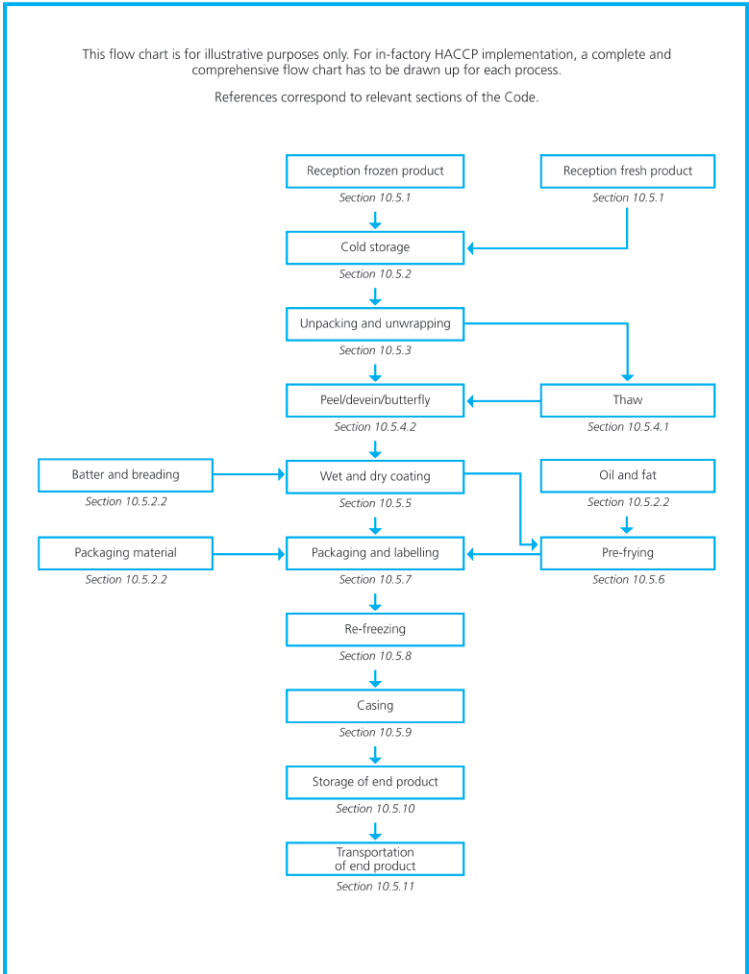 This flow chart is for illustrative purposes only. For in-factory HACCP implementation, a complete and
comprehensive flow chart has to be drawn up for each process.
References correspond to relevant sections of the Code.
Reception frozen product
Section 10.5.1
Reception fresh product
Section 10.5.1
Cold storage
Section 10.5.2
Unpacking and unwrapping
Section 10.5.3
Peel/devein/butterfly
Section 10.5.4.2
Thaw
Section 10.5.4.1
Batter and breading
Section 10.5.2.2
Wet and dry coating
Section 10.5.5
Oil and fat
Section 10.5.2.2
Packaging material
Section 10.5.2.2
Packaging and labelling
Section 10.5.7
Pre-frying
Section 10.5.6
Re-freezing
Section 10.5.8
Casing
Section 10.5.9
Storage of end product
Section 10.5.10
Transportation
of end product
Section 10.5.11